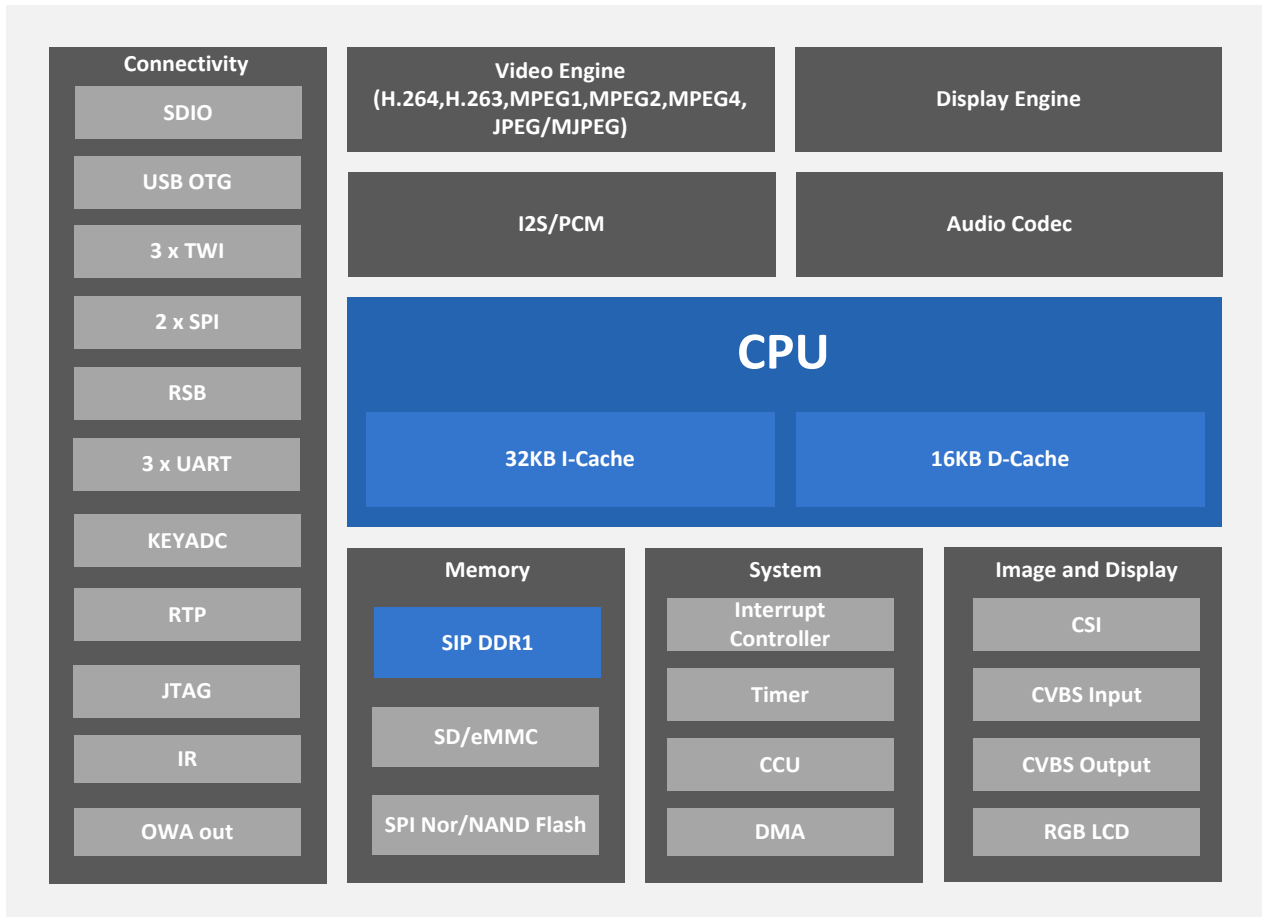 Connectivity
SDIO
USB OTG
3 x TWI
2 x SPI
RSB
3 x UART
KEYADC
RTP
JTAG
IR
OWA out
Video Engine
(H.264,H.263,MPEG1,MPEG2,MPEG4,
JPEG/MJPEG)
Display Engine
I2S/PCM
Audio Codec
CPU
32KB I-Cache
16KB D-Cache
Memory
SIP DDR1
SD/eMMC
SPI Nor/NAND Flash
System
Interrupt
Controller
Timer
CCU
DMA
Image and Display
CSI
CVBS Input
CVBS Output
RGB LCD